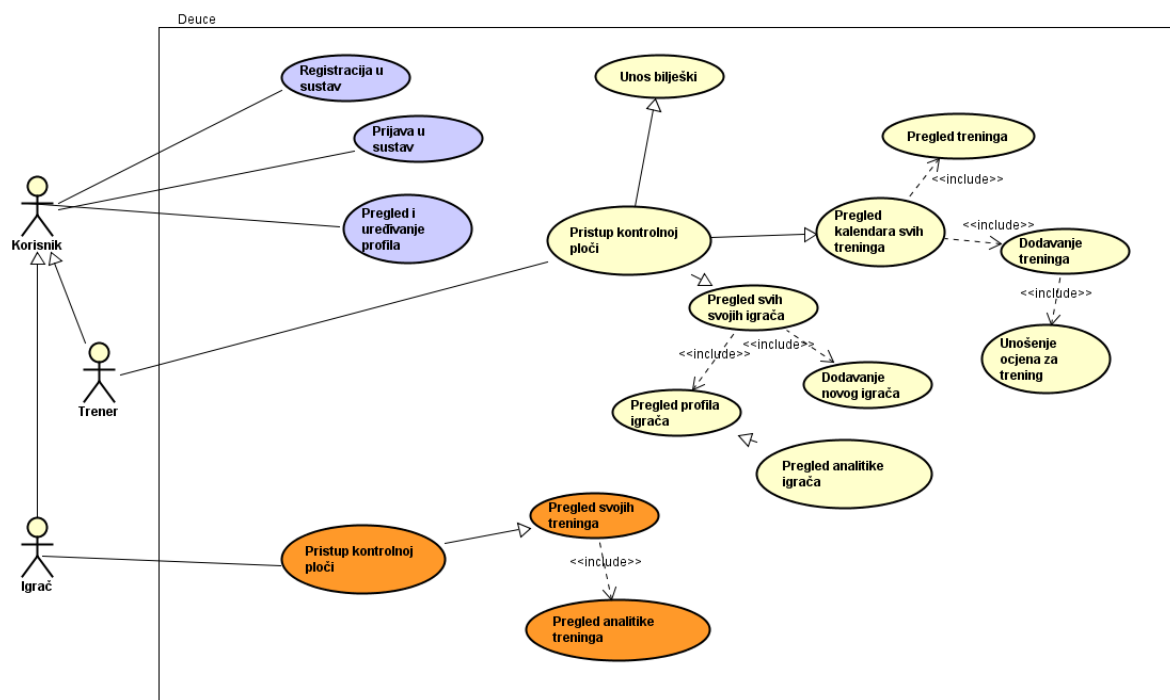 Deuce
Registracija u
sustav
Prijava u
sustav
Pregled i
uređivanje
profila
Korisnik
Trener
Igrač
Unos bilješki
Pristup kontrolnoj
ploči
Pregled treninga
<<include>>
Pregled
kalendara svih
treninga
<<include>>
Dodavanje
treninga
<<include>>
Unošenje
ocjena za
trening
Pregled svih
svojih igrača
<<include>>
<<include>>
Dodavanje
novog igrača
Pregled profila
igrača
Pregled analitike
igrača
Pristup kontrolnoj
ploči
Pregled svojih
treninga
<<include>>
Pregled analitike
treninga